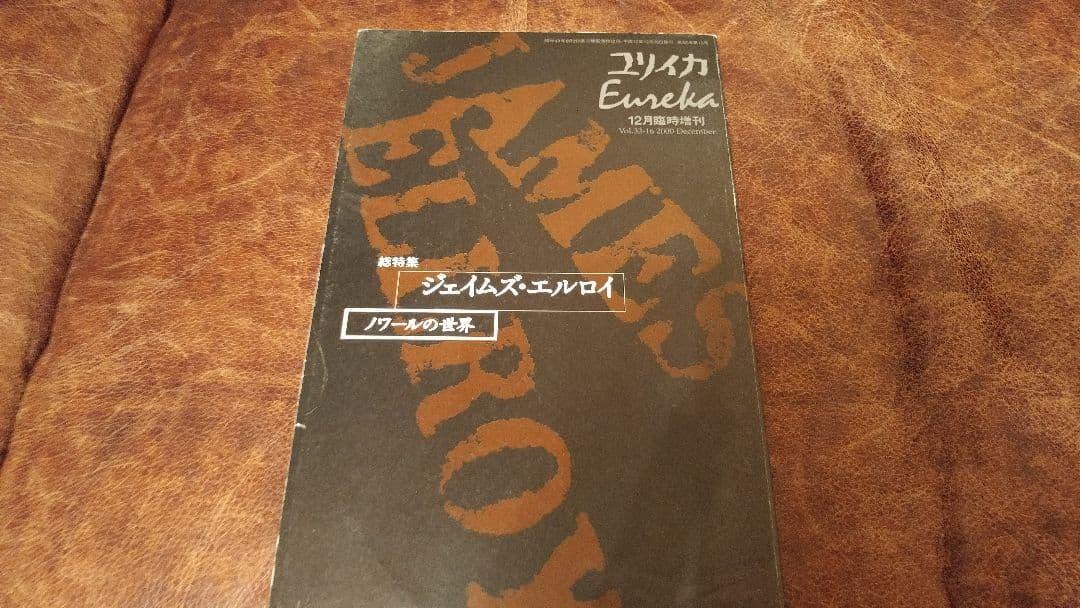 ユリイカ
Eureka
12月臨時増刊
Vol.33-16 2000 December
JAMES
ELLROY
総特集
ジェイムズ・エルロイ
ノワールの世界